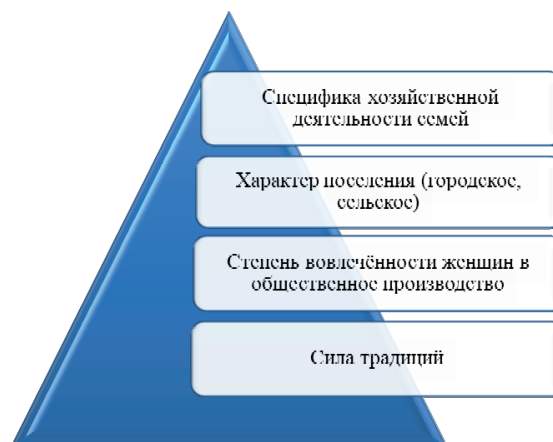 Специфика хозяйственной
деятельности семей
Характер поселения (городское,
сельское)
Степень вовлечённости женщин в
общественное производство
Сила традиций